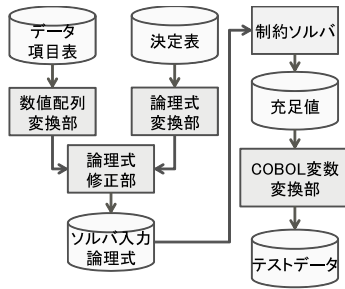 データ
項目表
決定表
数値配列
変換部
論理式
変換部
論理式
修正部
ソルバ入力
論理式
制約ソルバ
充足値
COBOL変数
変換部
テストデータ